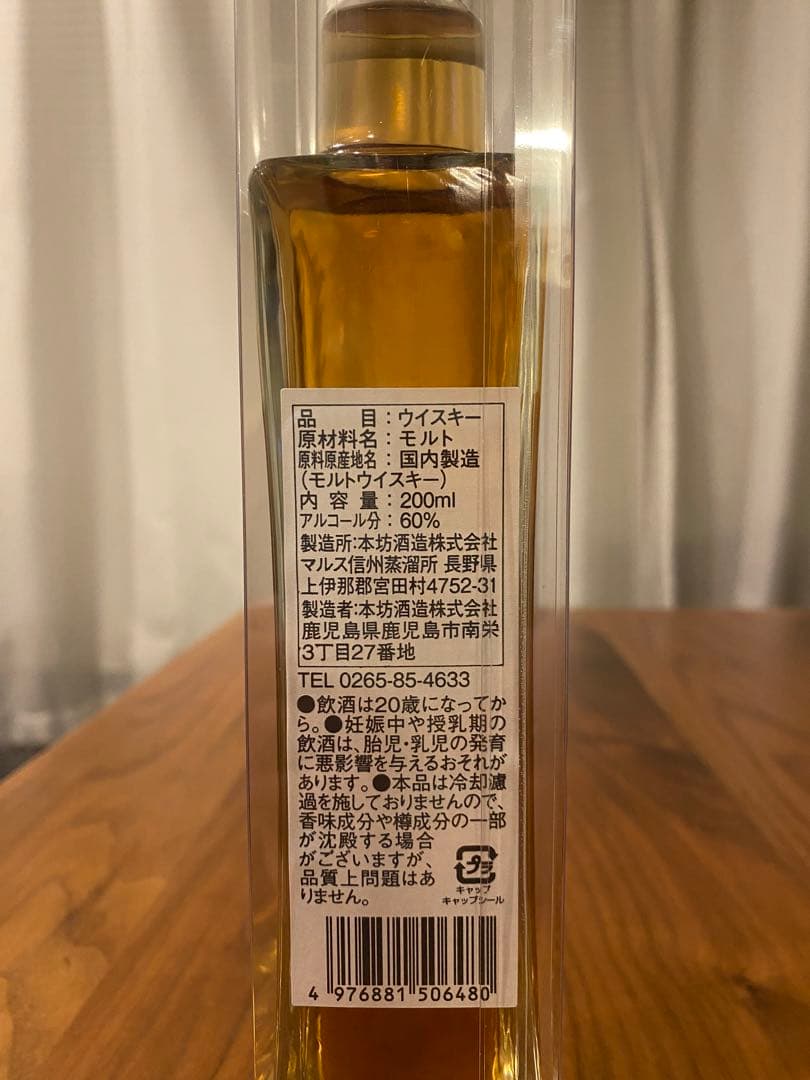 品目：ウイスキー
原材料名：モルト
原料原産地名：国内製造
（モルトウイスキー）
内容量：200ml
アルコール分：60%
製造所：本坊酒造株式会社
マルス信州蒸溜所 長野県
上伊那郡宮田村4752-31
製造者：本坊酒造株式会社
鹿児島県鹿児島市南栄
3丁目27番地
TEL 0265-85-4633
●飲酒は20歳になってか
ら。●妊娠中や授乳期の
飲酒は、胎児・乳児の発育
に悪影響を与えるおそれが
あります。●本品は冷却濾
過を施しておりませんので、
香味成分や樽成分の一部
が沈殿する場合
がございますが、
品質上問題はあ
りません。
プラ
キャップ
キャップシール
4 976881 506480